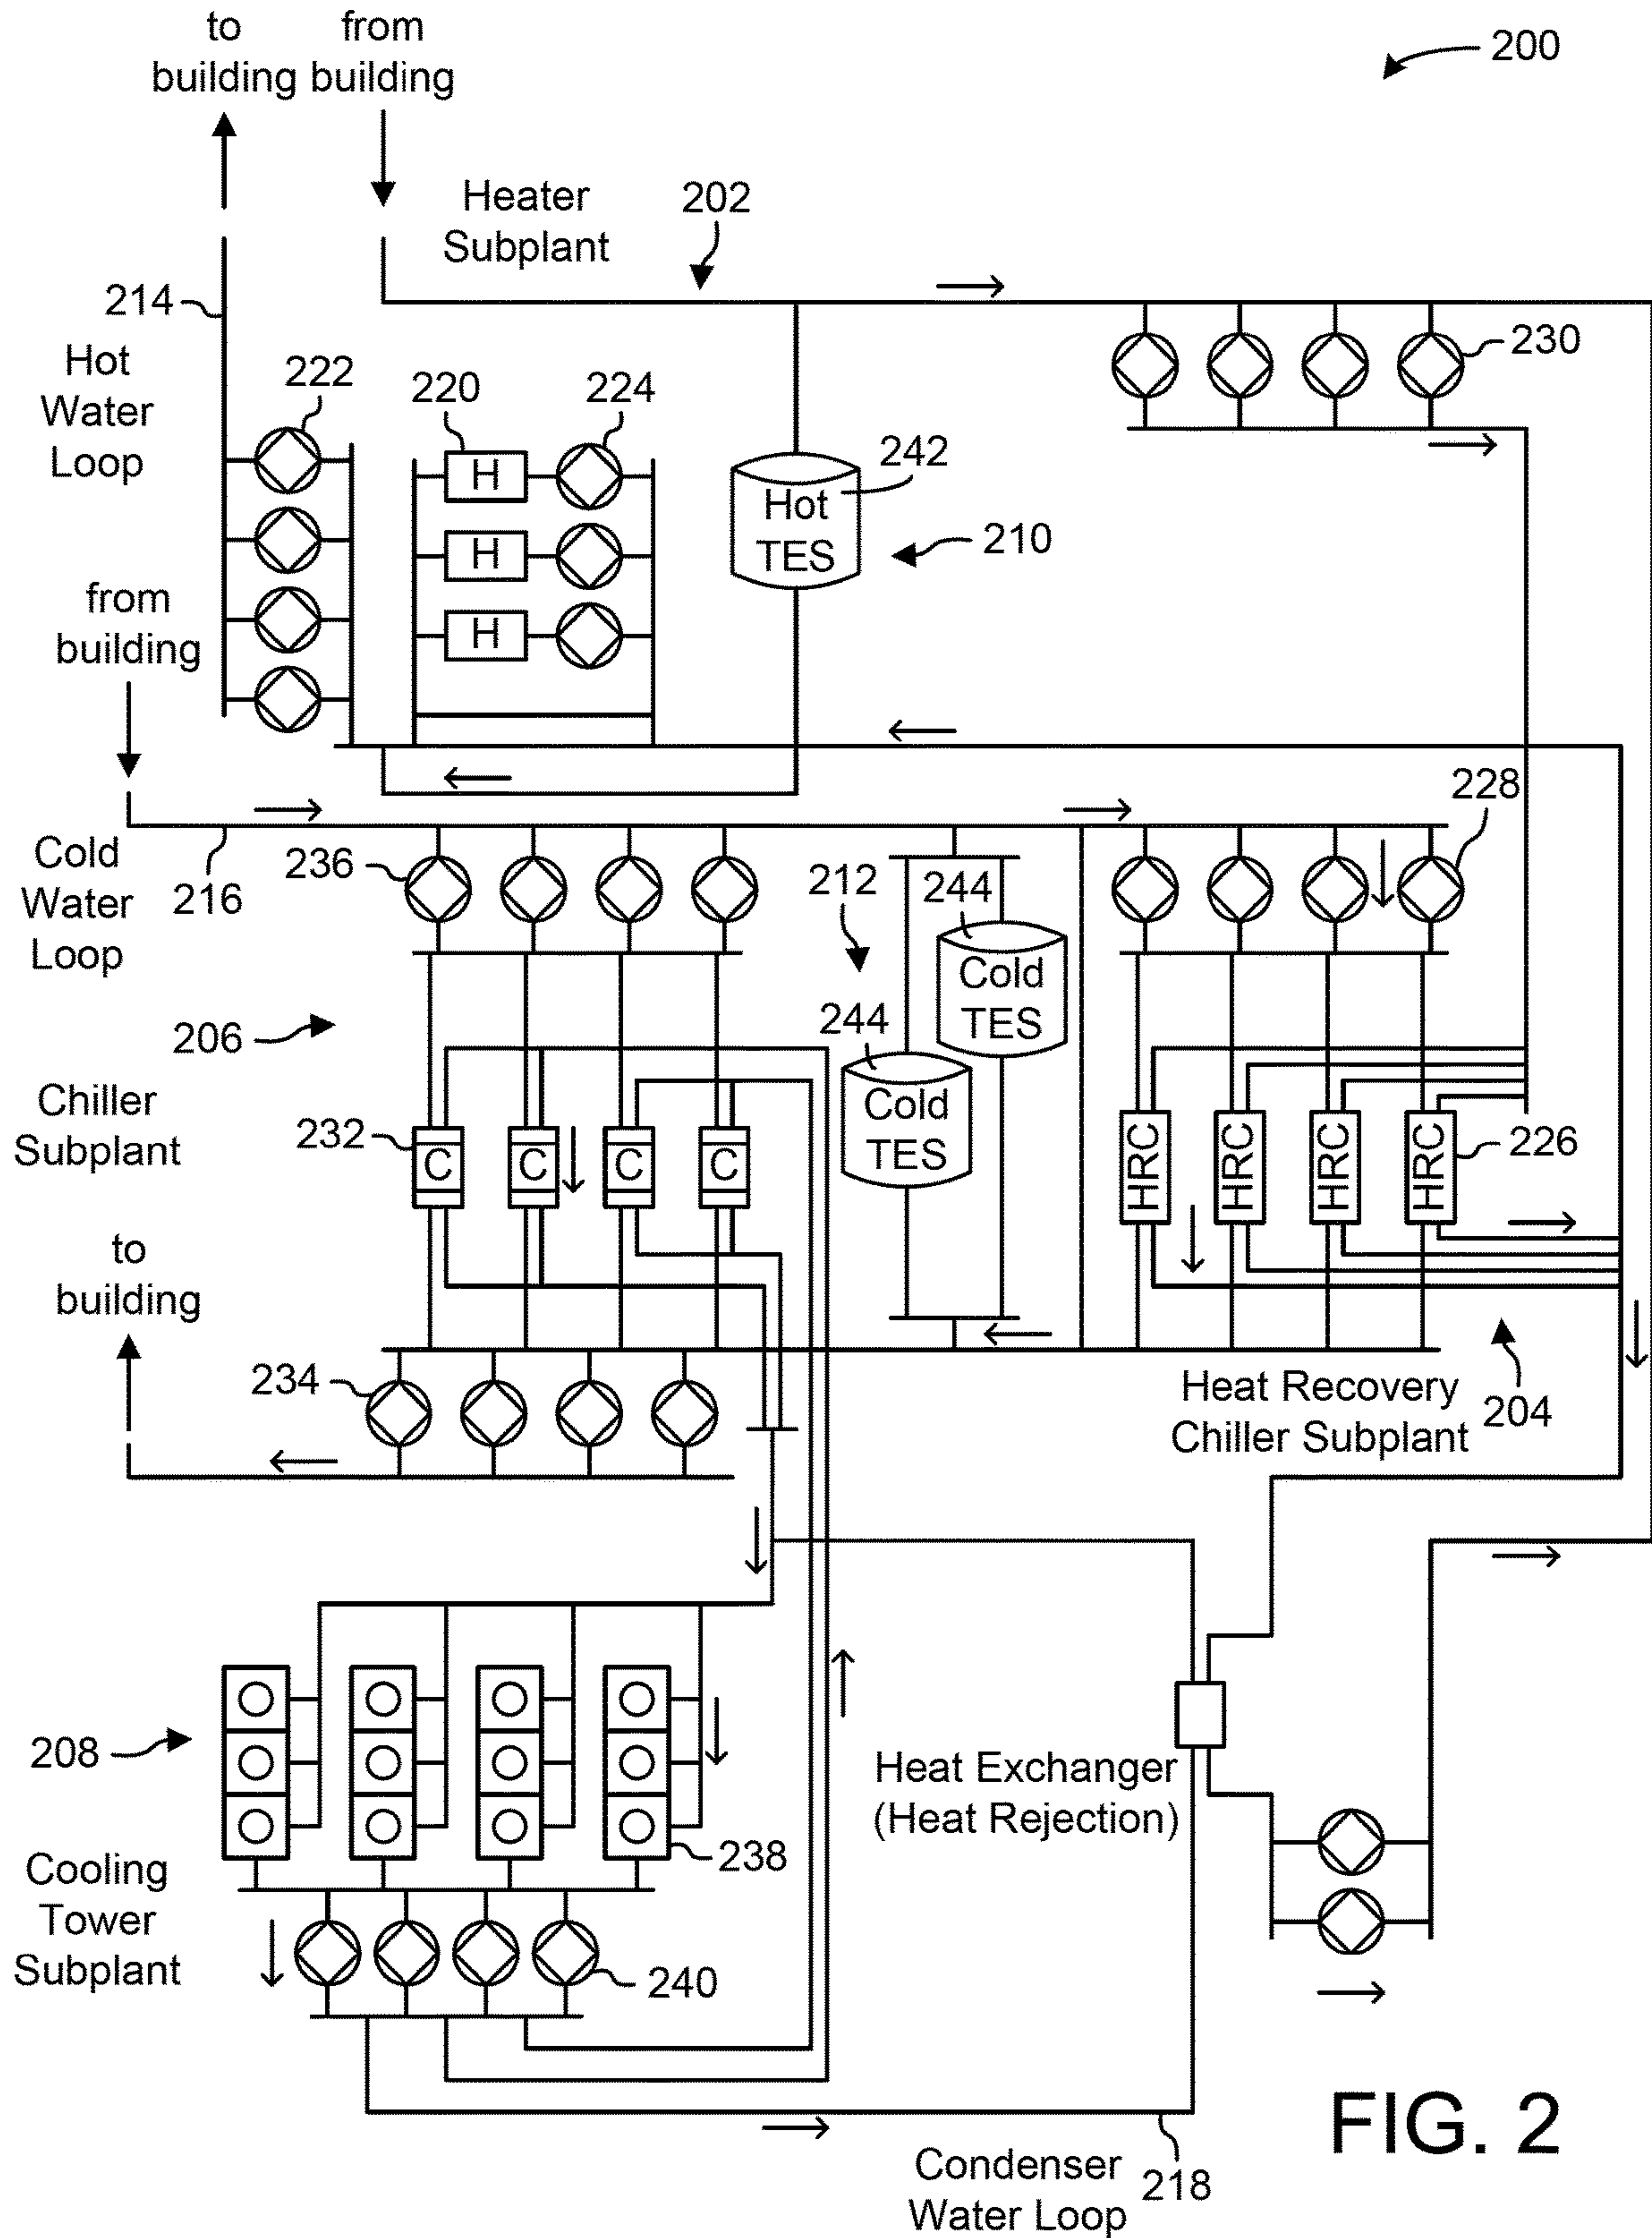 to
building
from
building
200
Heater
Subplant
202
214
Hot
Water
Loop
222
220
224
230
H
H
H
Hot
TES
242
210
from
building
228
Cold
Water
Loop
216
236
212
244
Cold
TES
244
Cold
TES
206
Chiller
Subplant
232
C
C
C
C
HRC
HRC
HRC
HRC
226
to
building
234
Heat Recovery
Chiller Subplant
204
208
238
Heat Exchanger
(Heat Rejection)
Cooling
Tower
Subplant
240
Condenser
Water Loop
218
FIG. 2